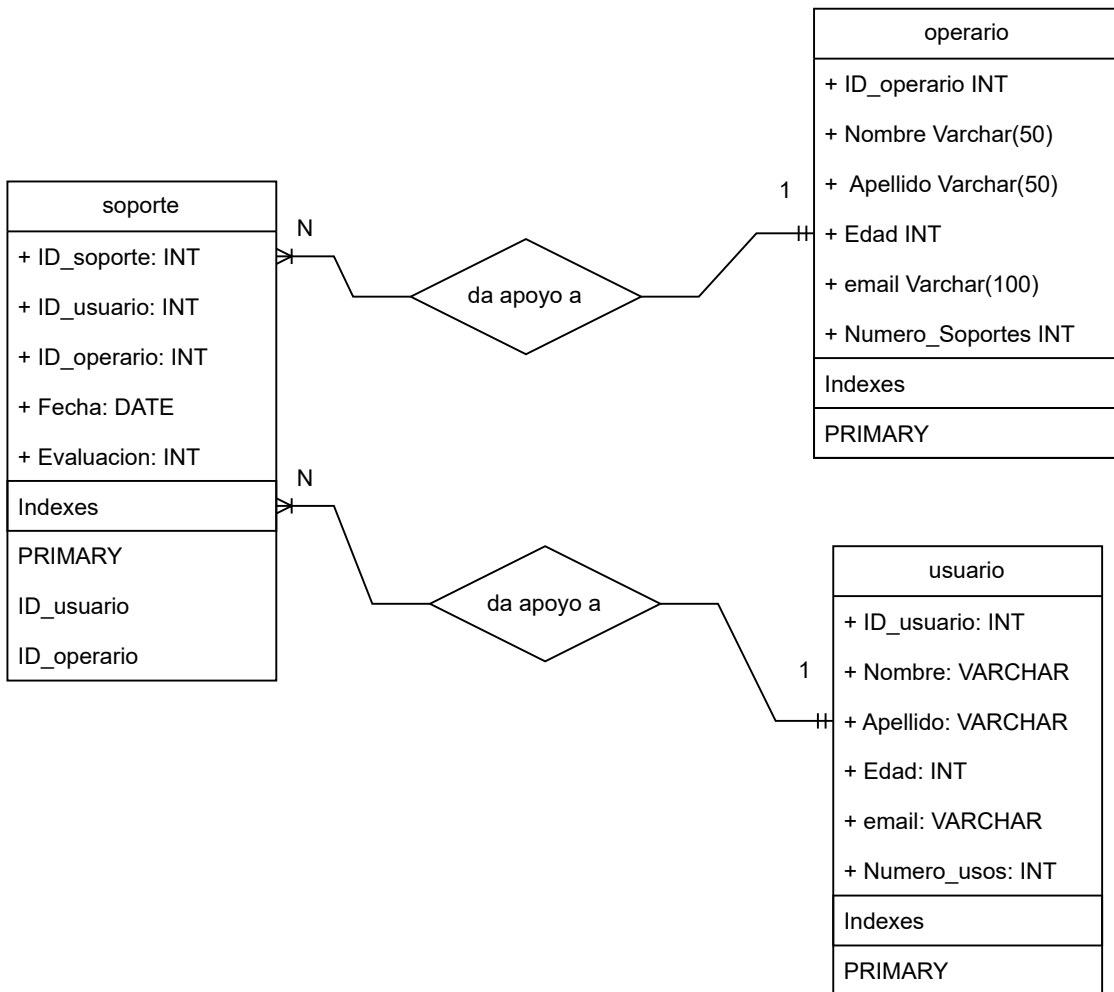 operario
+ ID_operario INT
+ Nombre Varchar(50)
+ Apellido Varchar(50)
+ Edad INT
+ email Varchar(100)
+ Numero_Soportes INT
Indexes
PRIMARY
1
soporte
+ ID_soporte: INT
+ ID_usuario: INT
+ ID_operario: INT
+ Fecha: DATE
+ Evaluacion: INT
Indexes
PRIMARY
ID_usuario
ID_operario
N
da apoyo a
N
da apoyo a
1
usuario
+ ID_usuario: INT
+ Nombre: VARCHAR
+ Apellido: VARCHAR
+ Edad: INT
+ email: VARCHAR
+ Numero_usos: INT
Indexes
PRIMARY